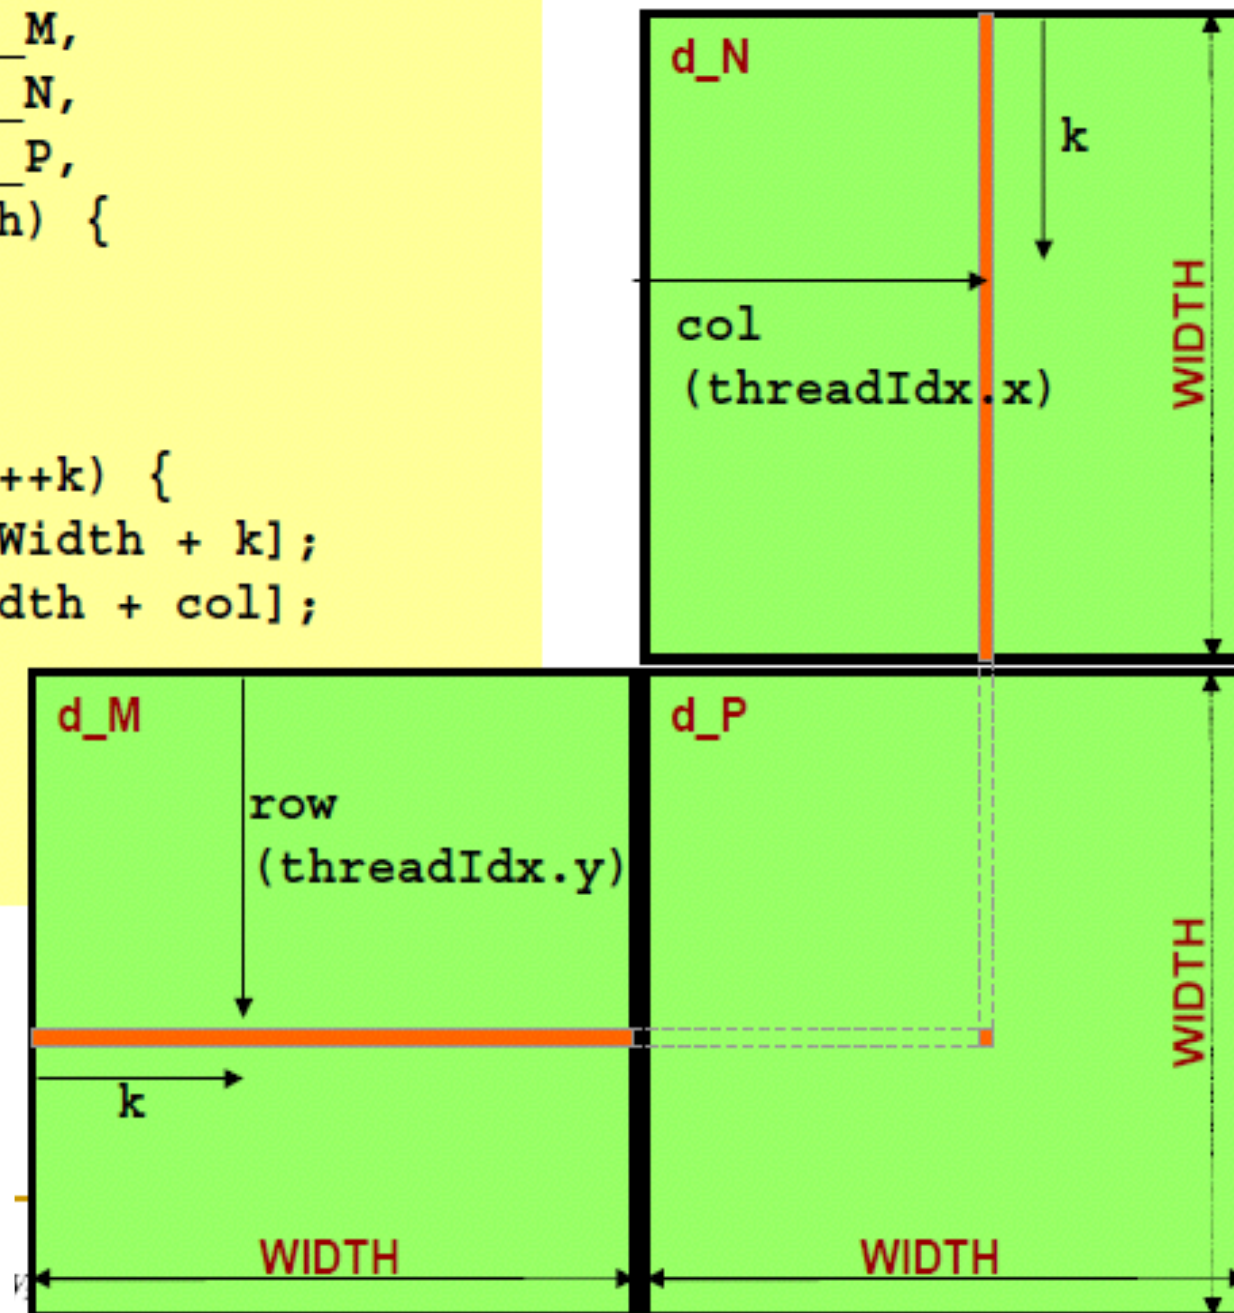 _M,
_N,
_P,
h) {
++k) {
Width + k];
dth + col];
d_N
k
col
(threadIdx.x)
WIDTH
d_M
row
(threadIdx.y)
k
WIDTH
d_P
WIDTH
WIDTH